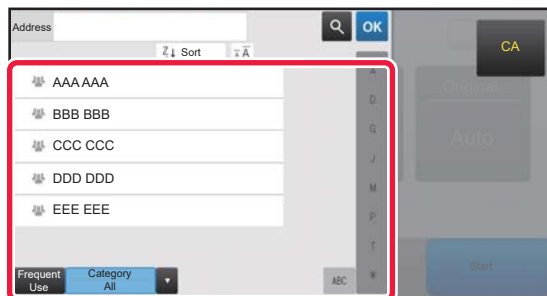 Address
OK
CA
Sort
A
AAA AAA
BBB BBB
CCC CCC
DDD DDD
EEE EEE
A
D
G
J
M
P
T
W
Original
Auto
Frequent
Use
Category
All
ABC
Start